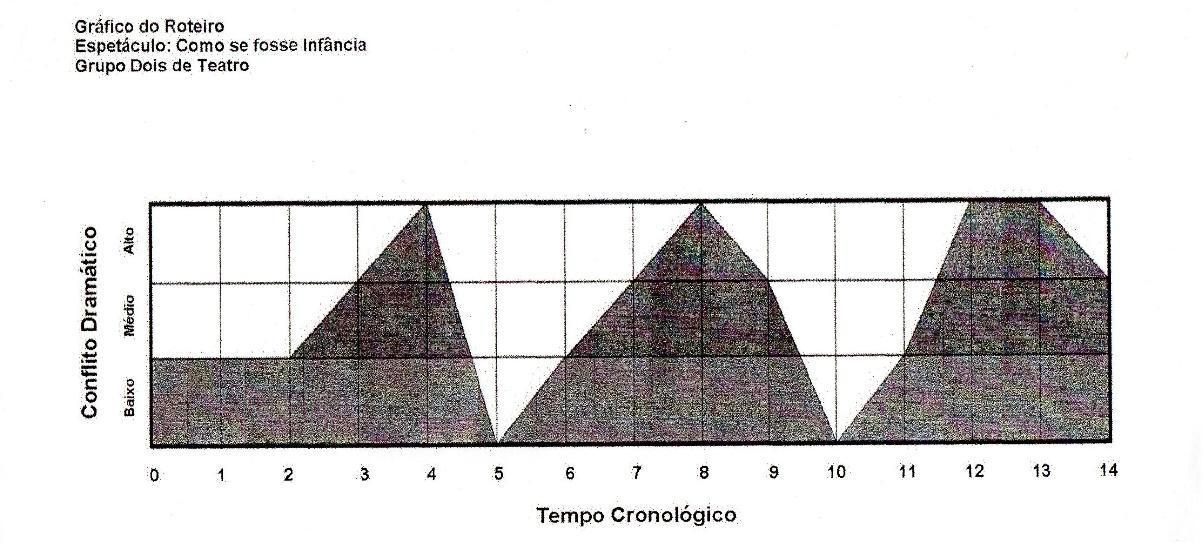 Gráfico do Roteiro
Espetáculo: Como se fosse Infância
Grupo Dois de Teatro
Conflito Dramático
Alto
Médio
Baixo
0 1 2 3 4 5 6 7 8 9 10 11 12 13 14
Tempo Cronológico